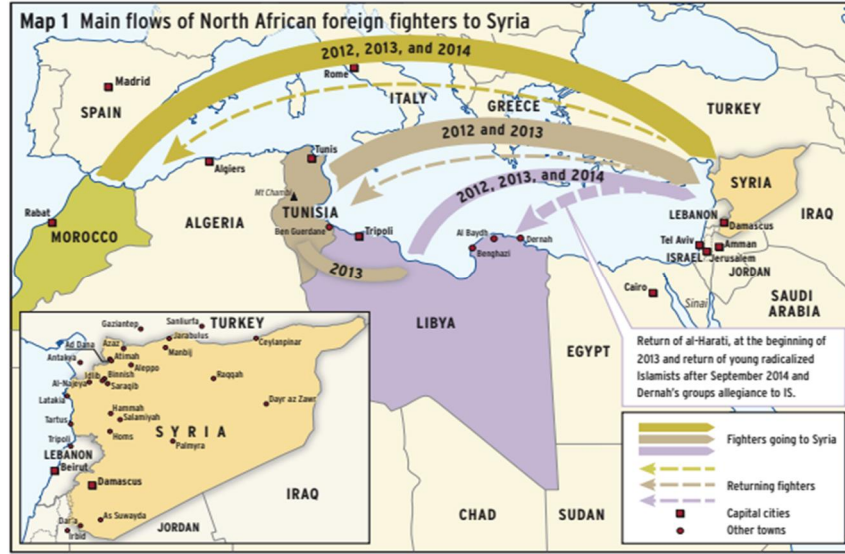 Map 1 Main flows of North African foreign fighters to Syria
2012, 2013, and 2014
Madrid
SPAIN
Rome
ITALY
GREECE
TURKEY
2012 and 2013
Tunis
Algiers
Mt Chambi
2012, 2013, and 2014
SYRIA
Rabat
MOROCCO
ALGERIA
TUNISIA
Ben Guerdane
Tripoli
Al Baydh
Dernah
Benghazi
LEBANON
Damascus
IRAQ
Tel Aviv
Amman
ISRAEL
Jerusalem
JORDAN
2013
Cairo
Sinai
SAUDI
ARABIA
LIBYA
EGYPT
CHAD
SUDAN
Return of al-Harati, at the beginning
of 2013 and return of young radicalized
Islamists after September 2014 and
Dernah's groups allegiance to IS.
Gaziantep
Sanliurfa
TURKEY
Jarabulus
Ceylanpinar
Ad Dana
Azaz
Manbij
Antakya
Atimah
Aleppo
Idlib
Binnish
Al-Najeya
Saraqib
Raqqah
Latakia
Dayr az Zawr
Hammah
Salamiyah
Tartus
SYRIA
Homs
Tripoli
Palmyra
LEBANON
Beirut
Damascus
IRAQ
As Suwayda
Dar'a
Irbid
JORDAN
Fighters going to Syria
Returning fighters
Capital cities
Other towns